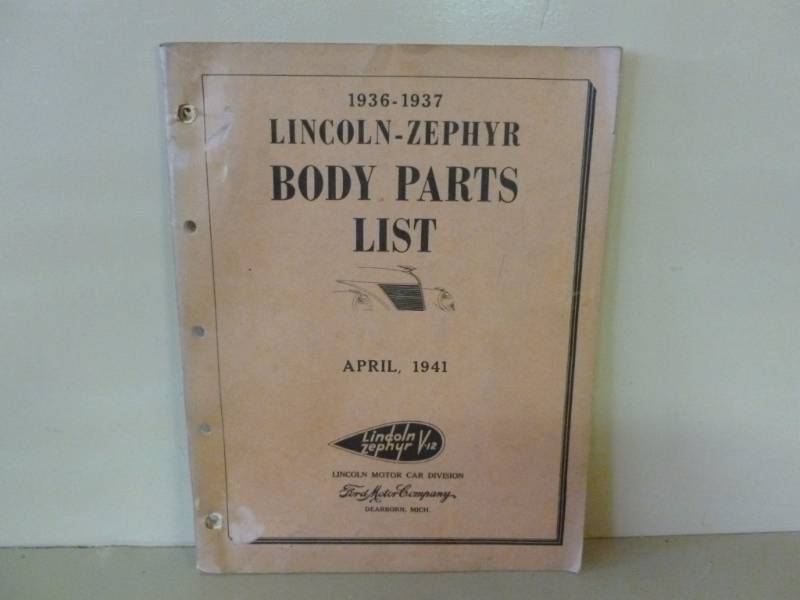 1936-1937
LINCOLN-ZEPHYR
BODY PARTS
LIST
APRIL, 1941
Lincoln
Zephyr V-12
LINCOLN MOTOR CAR DIVISION
Ford Motor Company
DEARBORN, MICH.